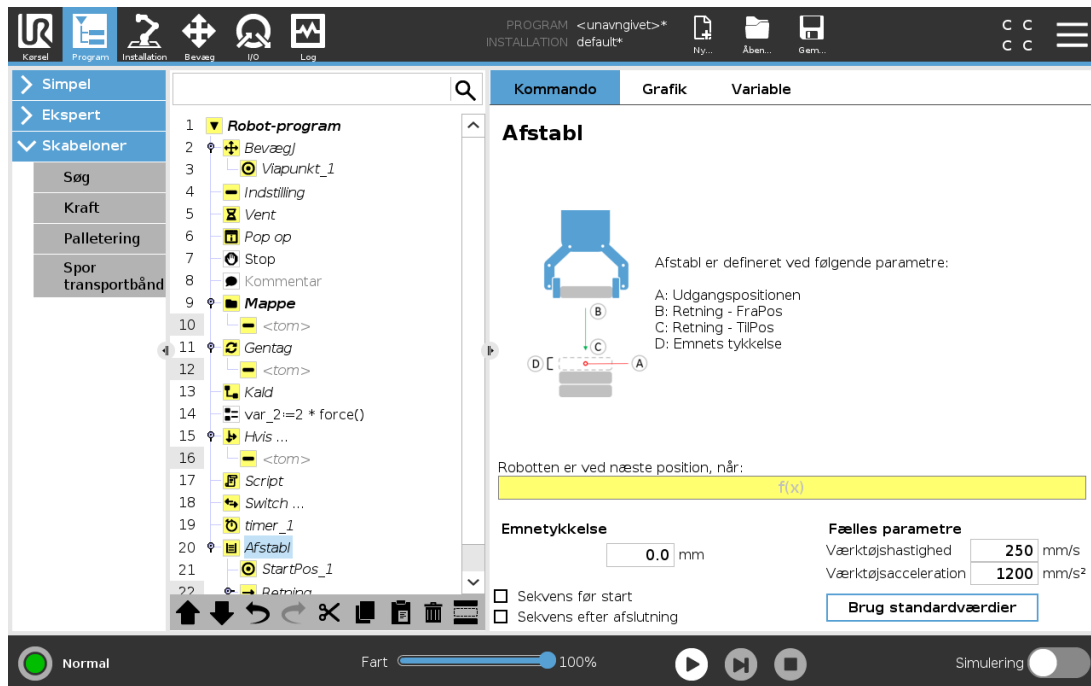 PROGRAM <unavngivet>*
INSTALLATION default*
Kørsel
Program
Installation
Bevæg
I/O
Log
Ny...
Åben...
Gem...
C C
C C
Simpel
Ekspert
Skabeloner
Søg
Kraft
Palletering
Spor
transportbånd
1 Robot-program
2 BevægJ
3 Viapunkt_1
4 Indstilling
5 Vent
6 Pop op
7 Stop
8 Kommentar
9 Mappe
10 <tom>
11 Gentag
12 <tom>
13 Kald
14 var_2:=2 * force()
15 Hvis ...
16 <tom>
17 Script
18 Switch ...
19 timer_1
20 Afstabl
21 StartPos_1
22 Retning
Kommando
Grafik
Variable
Afstabl
Afstabl er defineret ved følgende parametre:
A: Udgangspositionen
B: Retning - FraPos
C: Retning - TilPos
D: Emnets tykkelse
B
C
D
A
Robotten er ved næste position, når:
f(x)
Emnetykkelse
0.0 mm
Sekvens før start
Sekvens efter afslutning
Fælles parametre
Værktøjshastighed 250 mm/s
Værktøjsacceleration 1200 mm/s²
Brug standardværdier
Normal
Fart 100%
Simulering